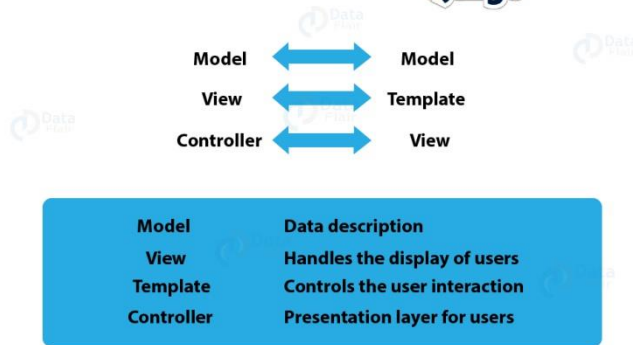 Model Model
View Template
Controller View
Model Data description
View Handles the display of users
Template Controls the user interaction
Controller Presentation layer for users